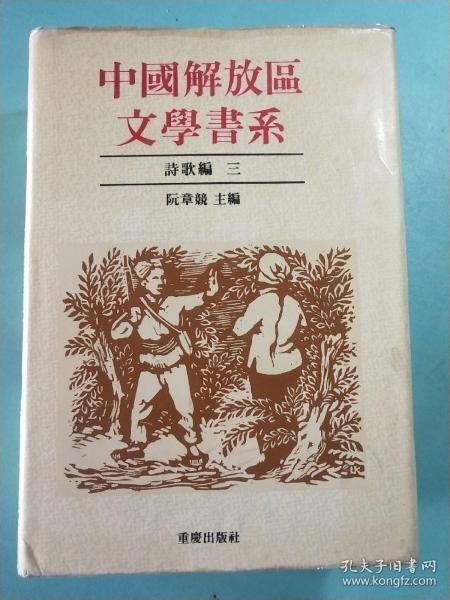 中國解放區
文學書系
詩歌編 三
阮章競 主編
重慶出版社
孔夫子旧书网
www.kongfz.com